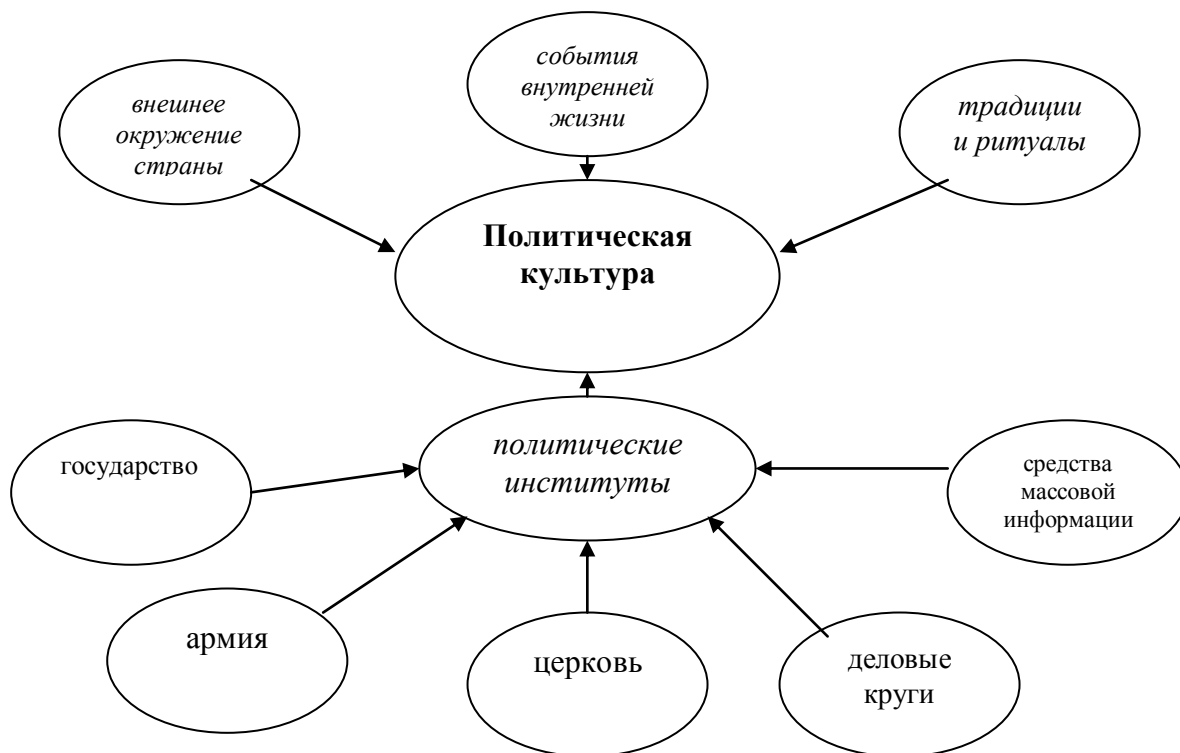 события
внутренней
жизни
внешнее
окружение
страны
традиции
и ритуалы
Политическая
культура
политические
институты
государство
средства
массовой
информации
армия
церковь
деловые
круги